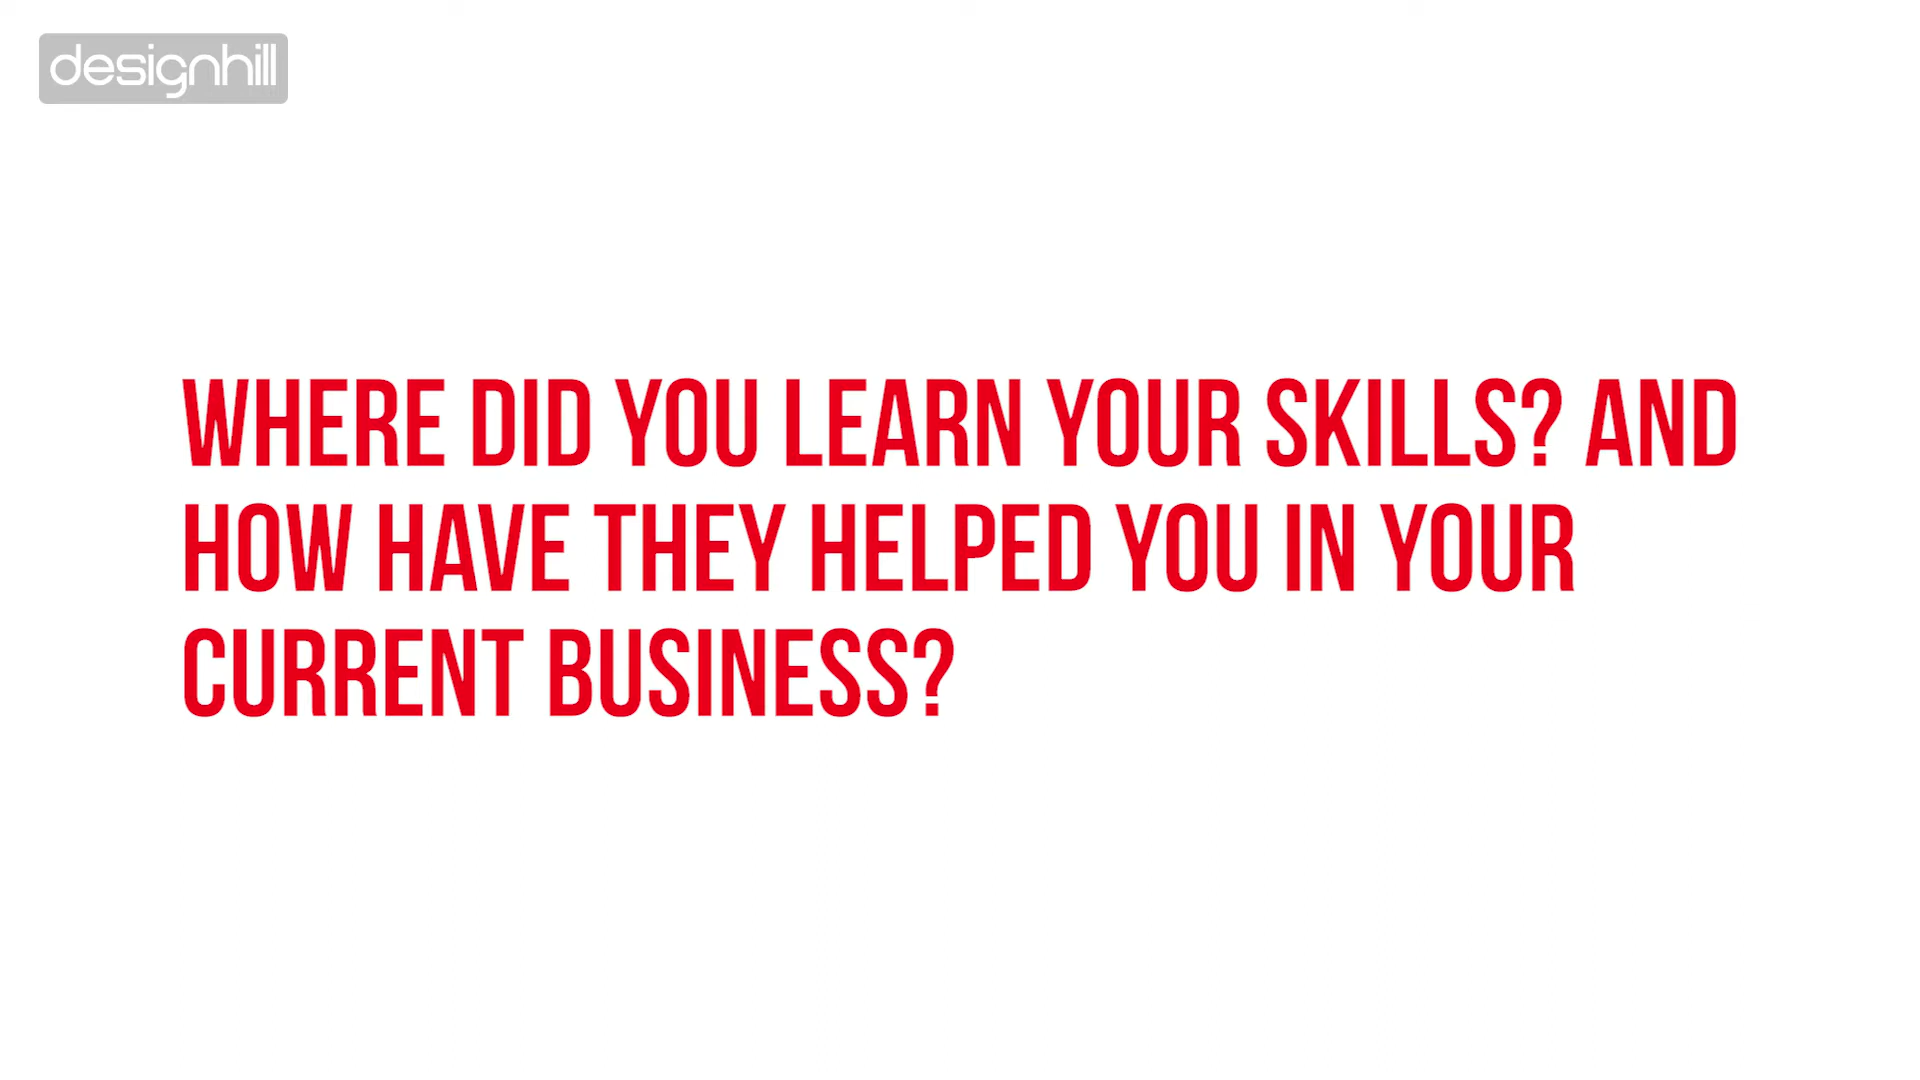 designhill
WHERE DID YOU LEARN YOUR SKILLS? AND
HOW HAVE THEY HELPED YOU IN YOUR
CURRENT BUSINESS?